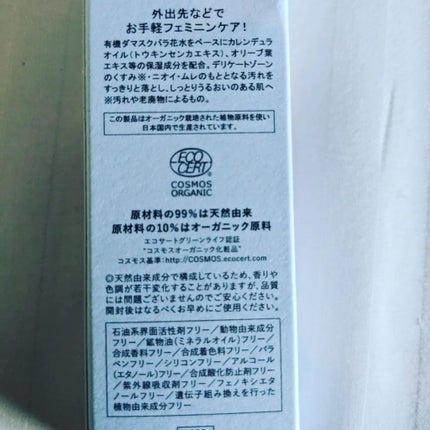 外出先などで
お手軽フェミニンケア！
有機ダマスクバラ花水をベースにカレンデュラ
オイル(トウキンセンカエキス)、オリーブ葉
エキス等の保湿成分を配合。デリケートゾーン
のくすみ※・ニオイ・ムレのもととなる汚れを
すっきりと落とし、しっとりうるおいのある肌へ
※汚れや老廃物によるもの。
この製品はオーガニック栽培された植物原料を使い
日本国内で生産されています。
ECO
CERT
COSMOS
ORGANIC
原材料の99%は天然由来
原材料の10%はオーガニック原料
エコサートグリーンライフ認証
"コスモスオーガニック化粧品"
コスモス基準:http://COSMOS.ecocert.com
◎天然由来成分で構成しているため、香りや
色調が若干変化することがありますが、品質
には問題ございませんのでご安心ください。
開封後はなるべくお早めにご使用ください。
石油系界面活性剤フリー／動物由来成分
フリー／鉱物油(ミネラルオイル)フリー／
合成香料フリー／合成着色料フリー／パラ
ベンフリー／シリコンフリー／アルコール
(エタノール)フリー／合成酸化防止剤フリー
／紫外線吸収剤フリー／フェノキシエタ
ノールフリー／遺伝子組み換えを行った
植物由来成分フリー